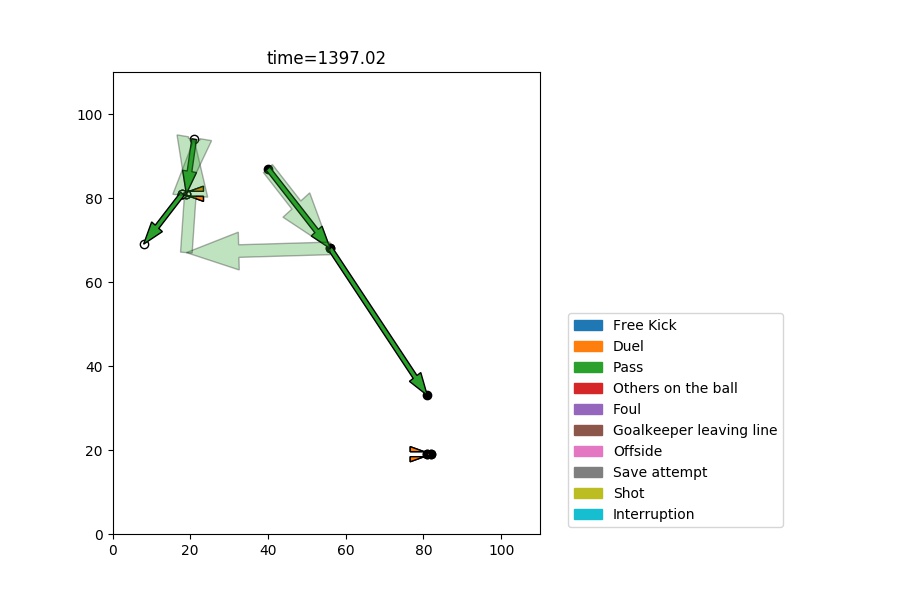 time=1397.02
100
80
60
40
20
0
0 20 40 60 80 100
Free Kick
Duel
Pass
Others on the ball
Foul
Goalkeeper leaving line
Offside
Save attempt
Shot
Interruption